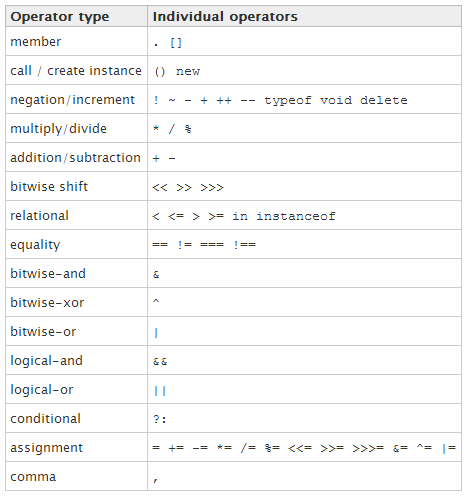 Operator type Individual operators
member . []
call / create instance () new
negation/increment ! ~ - + ++ -- typeof void delete
multiply/divide * / %
addition/subtraction + -
bitwise shift << >> >>>
relational < <= > >= in instanceof
equality == != === !==
bitwise-and &
bitwise-xor ^
bitwise-or |
logical-and &&
logical-or ||
conditional ?:
assignment = += -= *= /= %= <<= >>= >>>= &= ^= |=
comma ,